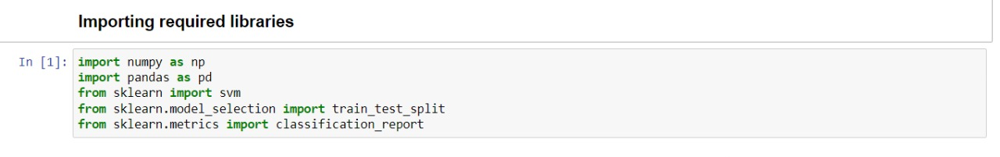 Importing required libraries
In [1]: import numpy as np
import pandas as pd
from sklearn import svm
from sklearn.model_selection import train_test_split
from sklearn.metrics import classification_report